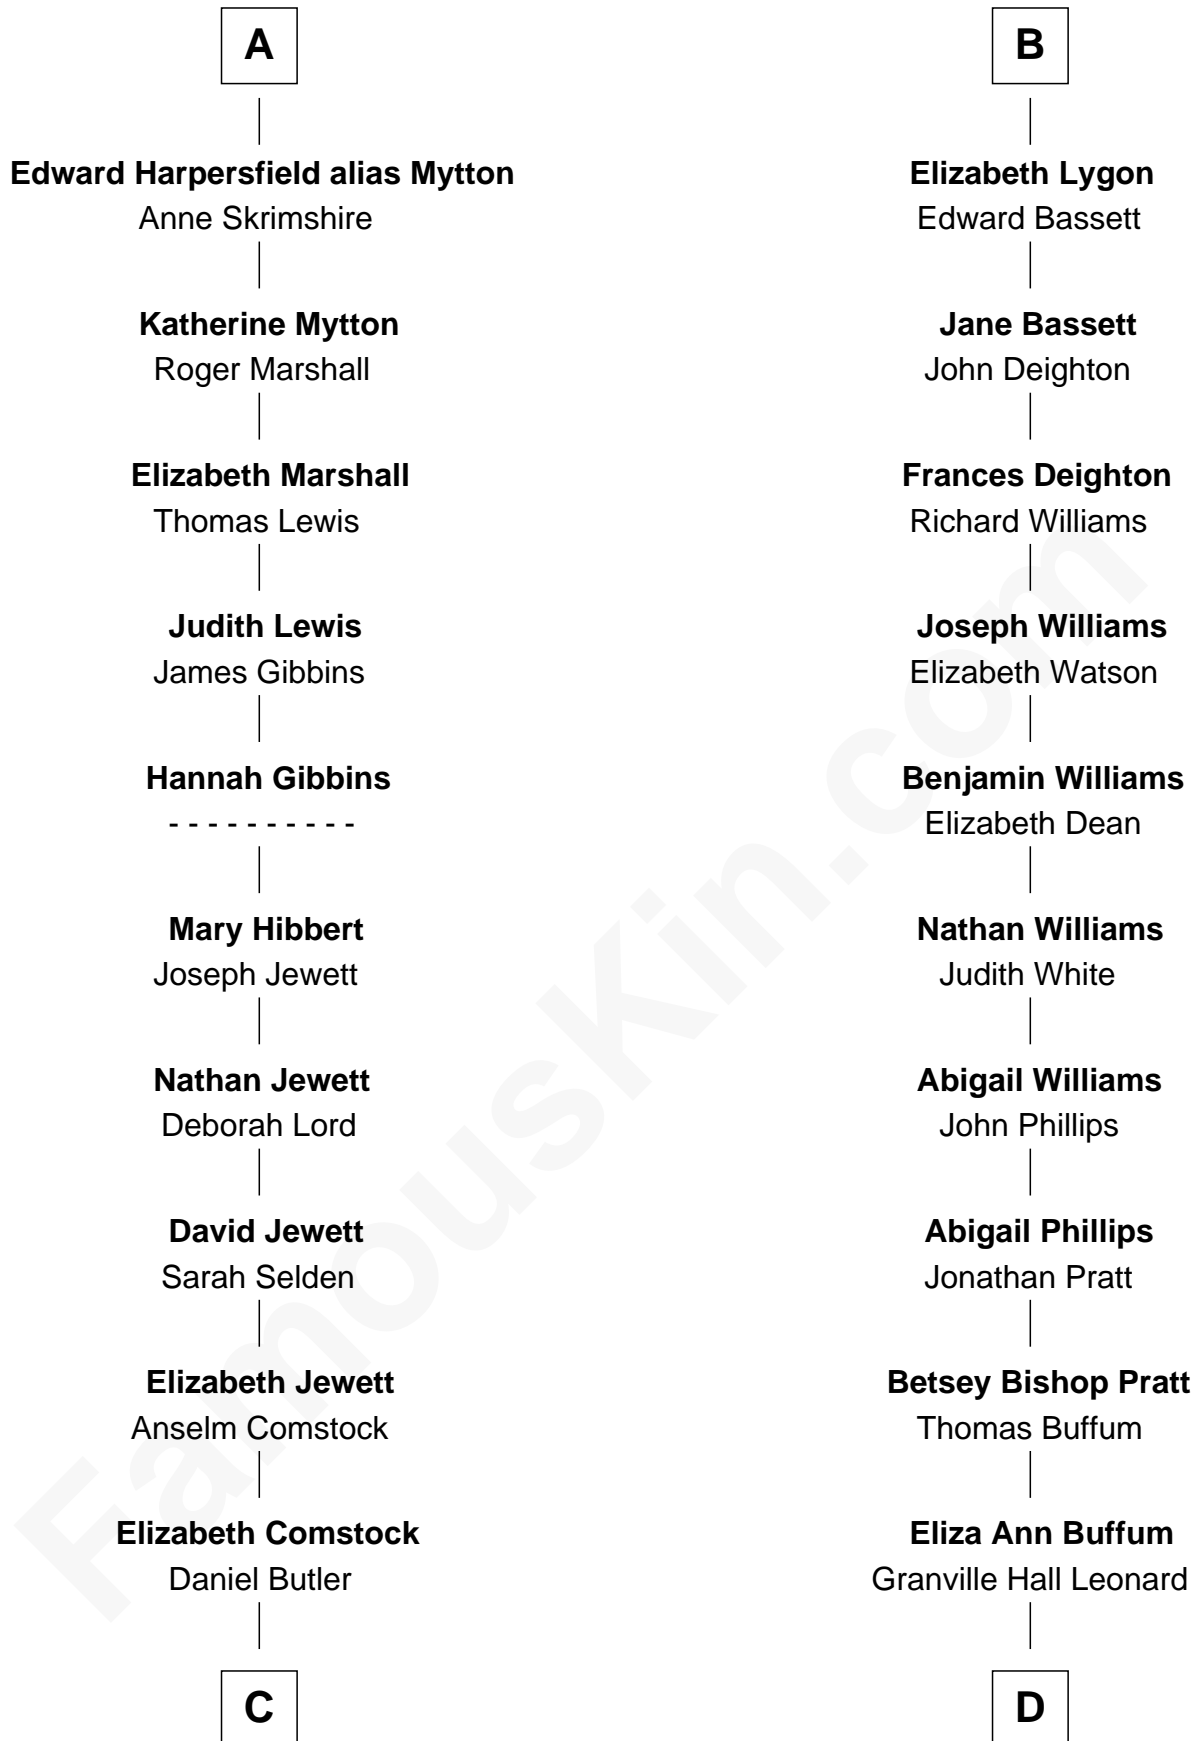 A
Edward Harpersfield alias Mytton
Anne Skrimshire
Katherine Mytton
Roger Marshall
Elizabeth Marshall
Thomas Lewis
Judith Lewis
James Gibbins
Hannah Gibbins
- - - - - - - - - -
Mary Hibbert
Joseph Jewett
Nathan Jewett
Deborah Lord
David Jewett
Sarah Selden
Elizabeth Jewett
Anselm Comstock
Elizabeth Comstock
Daniel Butler
C
B
Elizabeth Lygon
Edward Bassett
Jane Bassett
John Deighton
Frances Deighton
Richard Williams
Joseph Williams
Elizabeth Watson
Benjamin Williams
Elizabeth Dean
Nathan Williams
Judith White
Abigail Williams
John Phillips
Abigail Phillips
Jonathan Pratt
Betsey Bishop Pratt
Thomas Buffum
Eliza Ann Buffum
Granville Hall Leonard
D
FamousKin.com